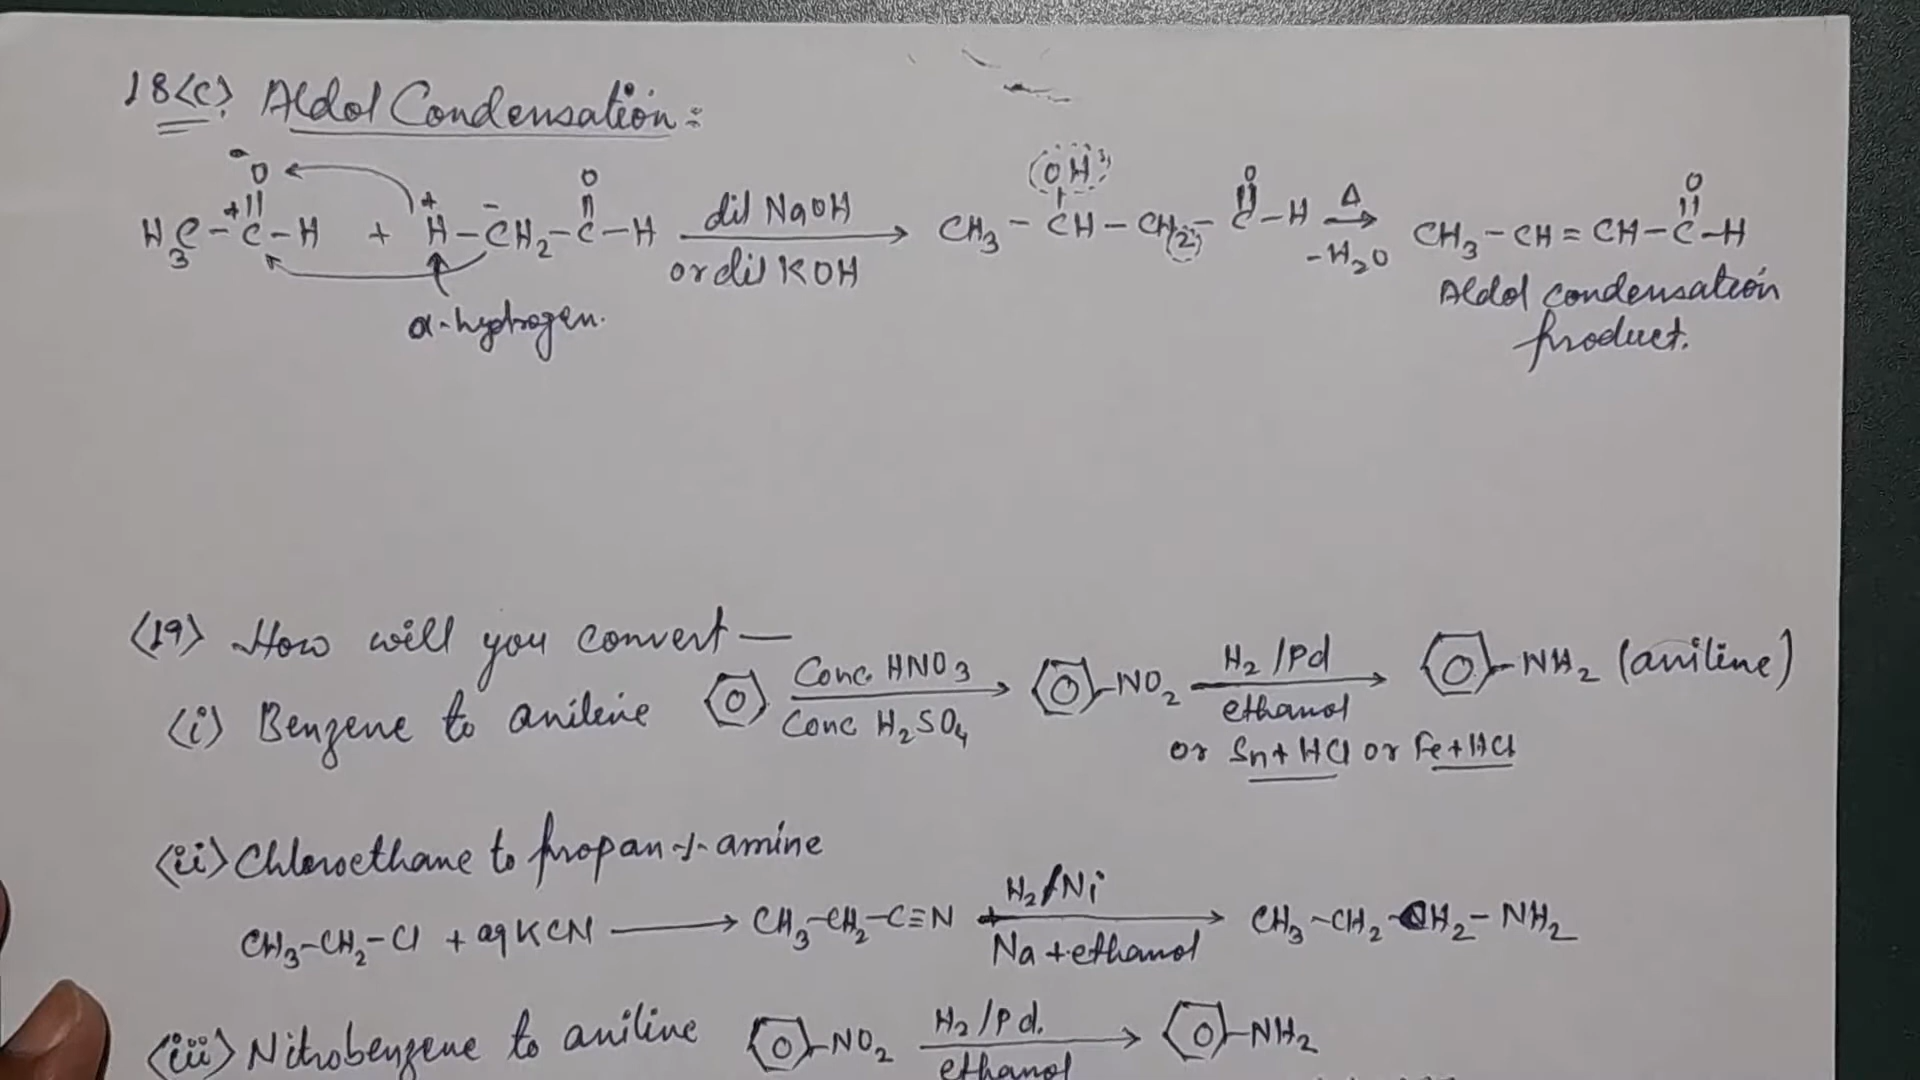 18(c). Aldol Condensation:
H₃C-C(=O)-H + H-CH₂-C(=O)-H dil NaOH or dil KOH → CH₃-CH(OH)-CH₂-C(=O)-H Δ → -H₂O CH₃-CH=CH-C(=O)-H
α-hydrogen.
Aldol condensation
product.
(19) How will you convert —
(i) Benzene to aniline Conc. HNO₃ Conc H₂SO₄ → -NO₂ H₂/Pd ethanol → -NH₂ (aniline)
or Sn+HCl or Fe+HCl
(ii) Chloroethane to propan-1-amine
CH₃-CH₂-Cl + aq KCN → CH₃-CH₂-C≡N H₂/Ni Na+ethanol → CH₃-CH₂-CH₂-NH₂
(iii) Nitrobenzene to aniline -NO₂ H₂/Pd. ethanol → -NH₂